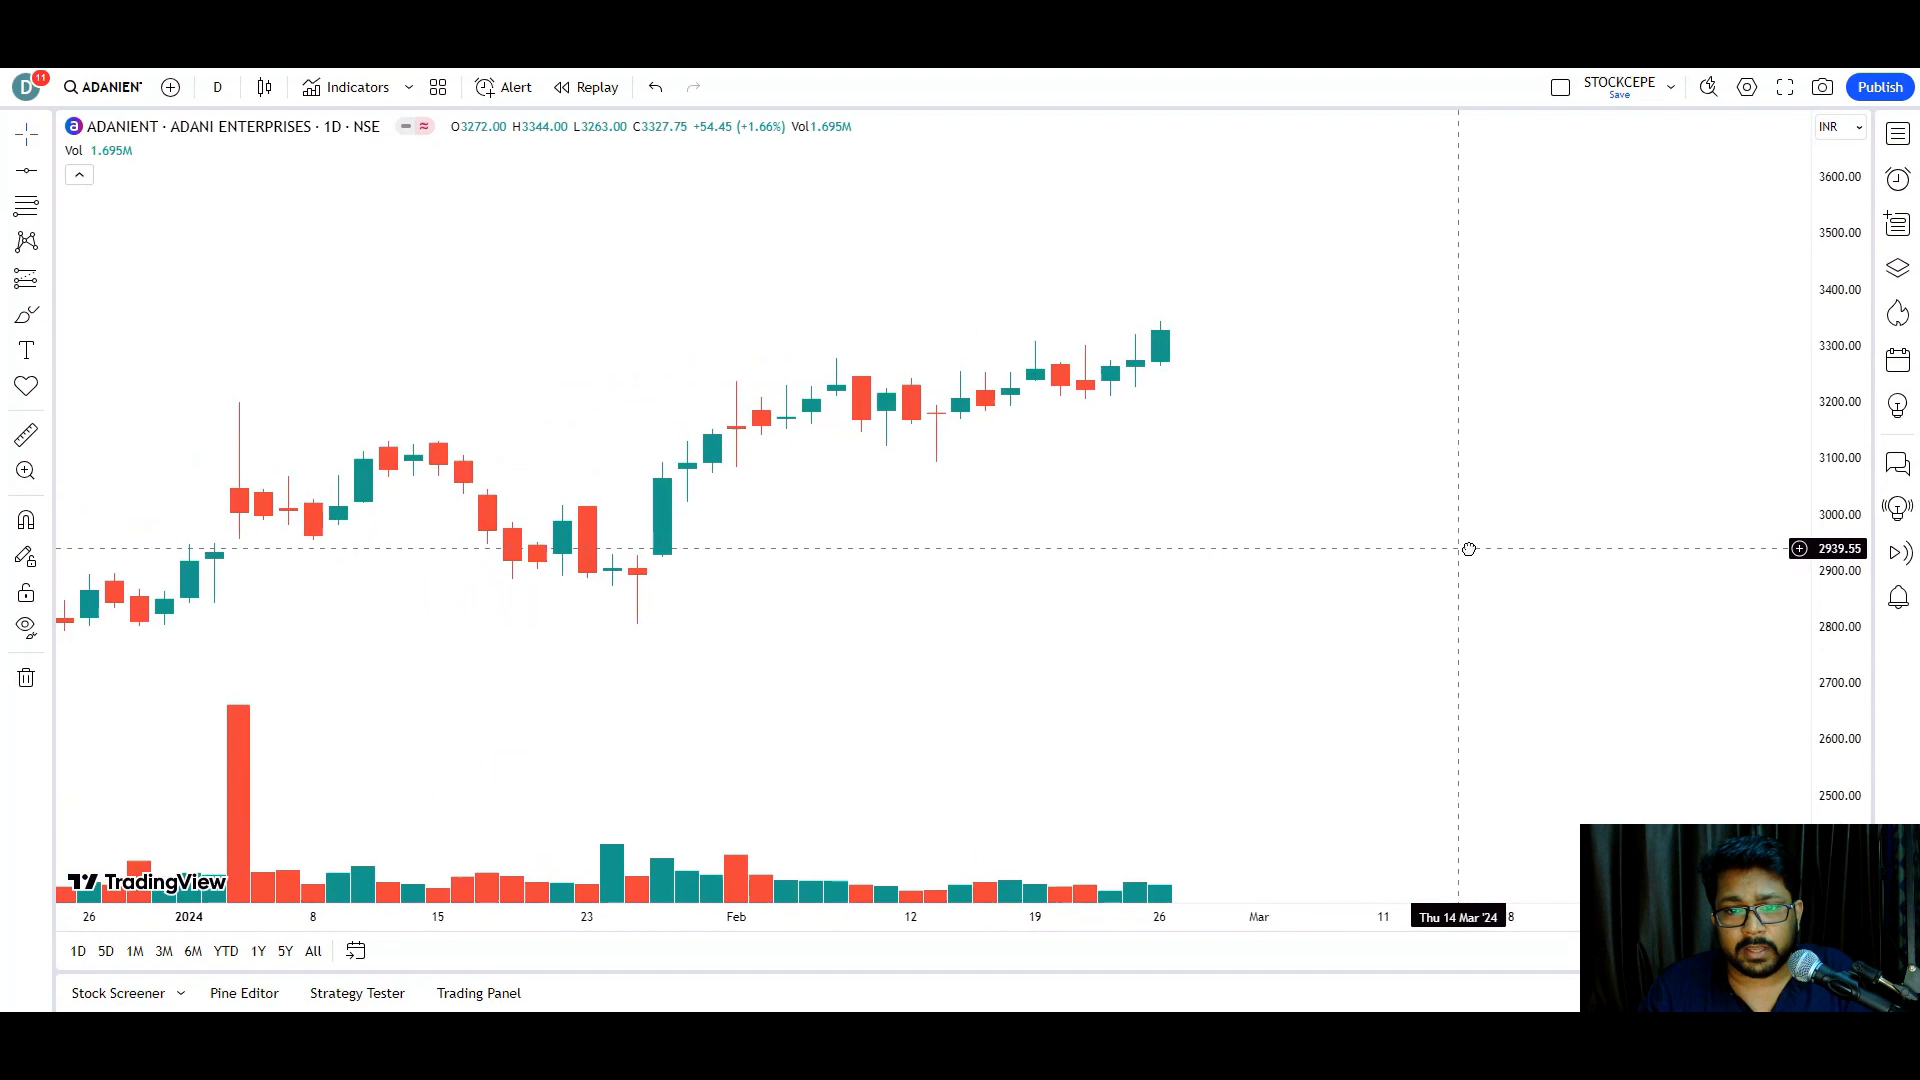 D 11 ADANIEN D Indicators Alert Replay STOCKCEPE Save Publish
a ADANIENT · ADANI ENTERPRISES · 1D · NSE O3272.00 H3344.00 L3263.00 C3327.75 +54.45 (+1.66%) Vol1.695M INR
Vol 1.695M
3600.00
3500.00
3400.00
3300.00
3200.00
3100.00
3000.00
2939.55
2900.00
2800.00
2700.00
2600.00
2500.00
TradingView
26 2024 8 15 23 Feb 12 19 26 Mar 11 Thu 14 Mar '24 8
1D 5D 1M 3M 6M YTD 1Y 5Y All
Stock Screener Pine Editor Strategy Tester Trading Panel